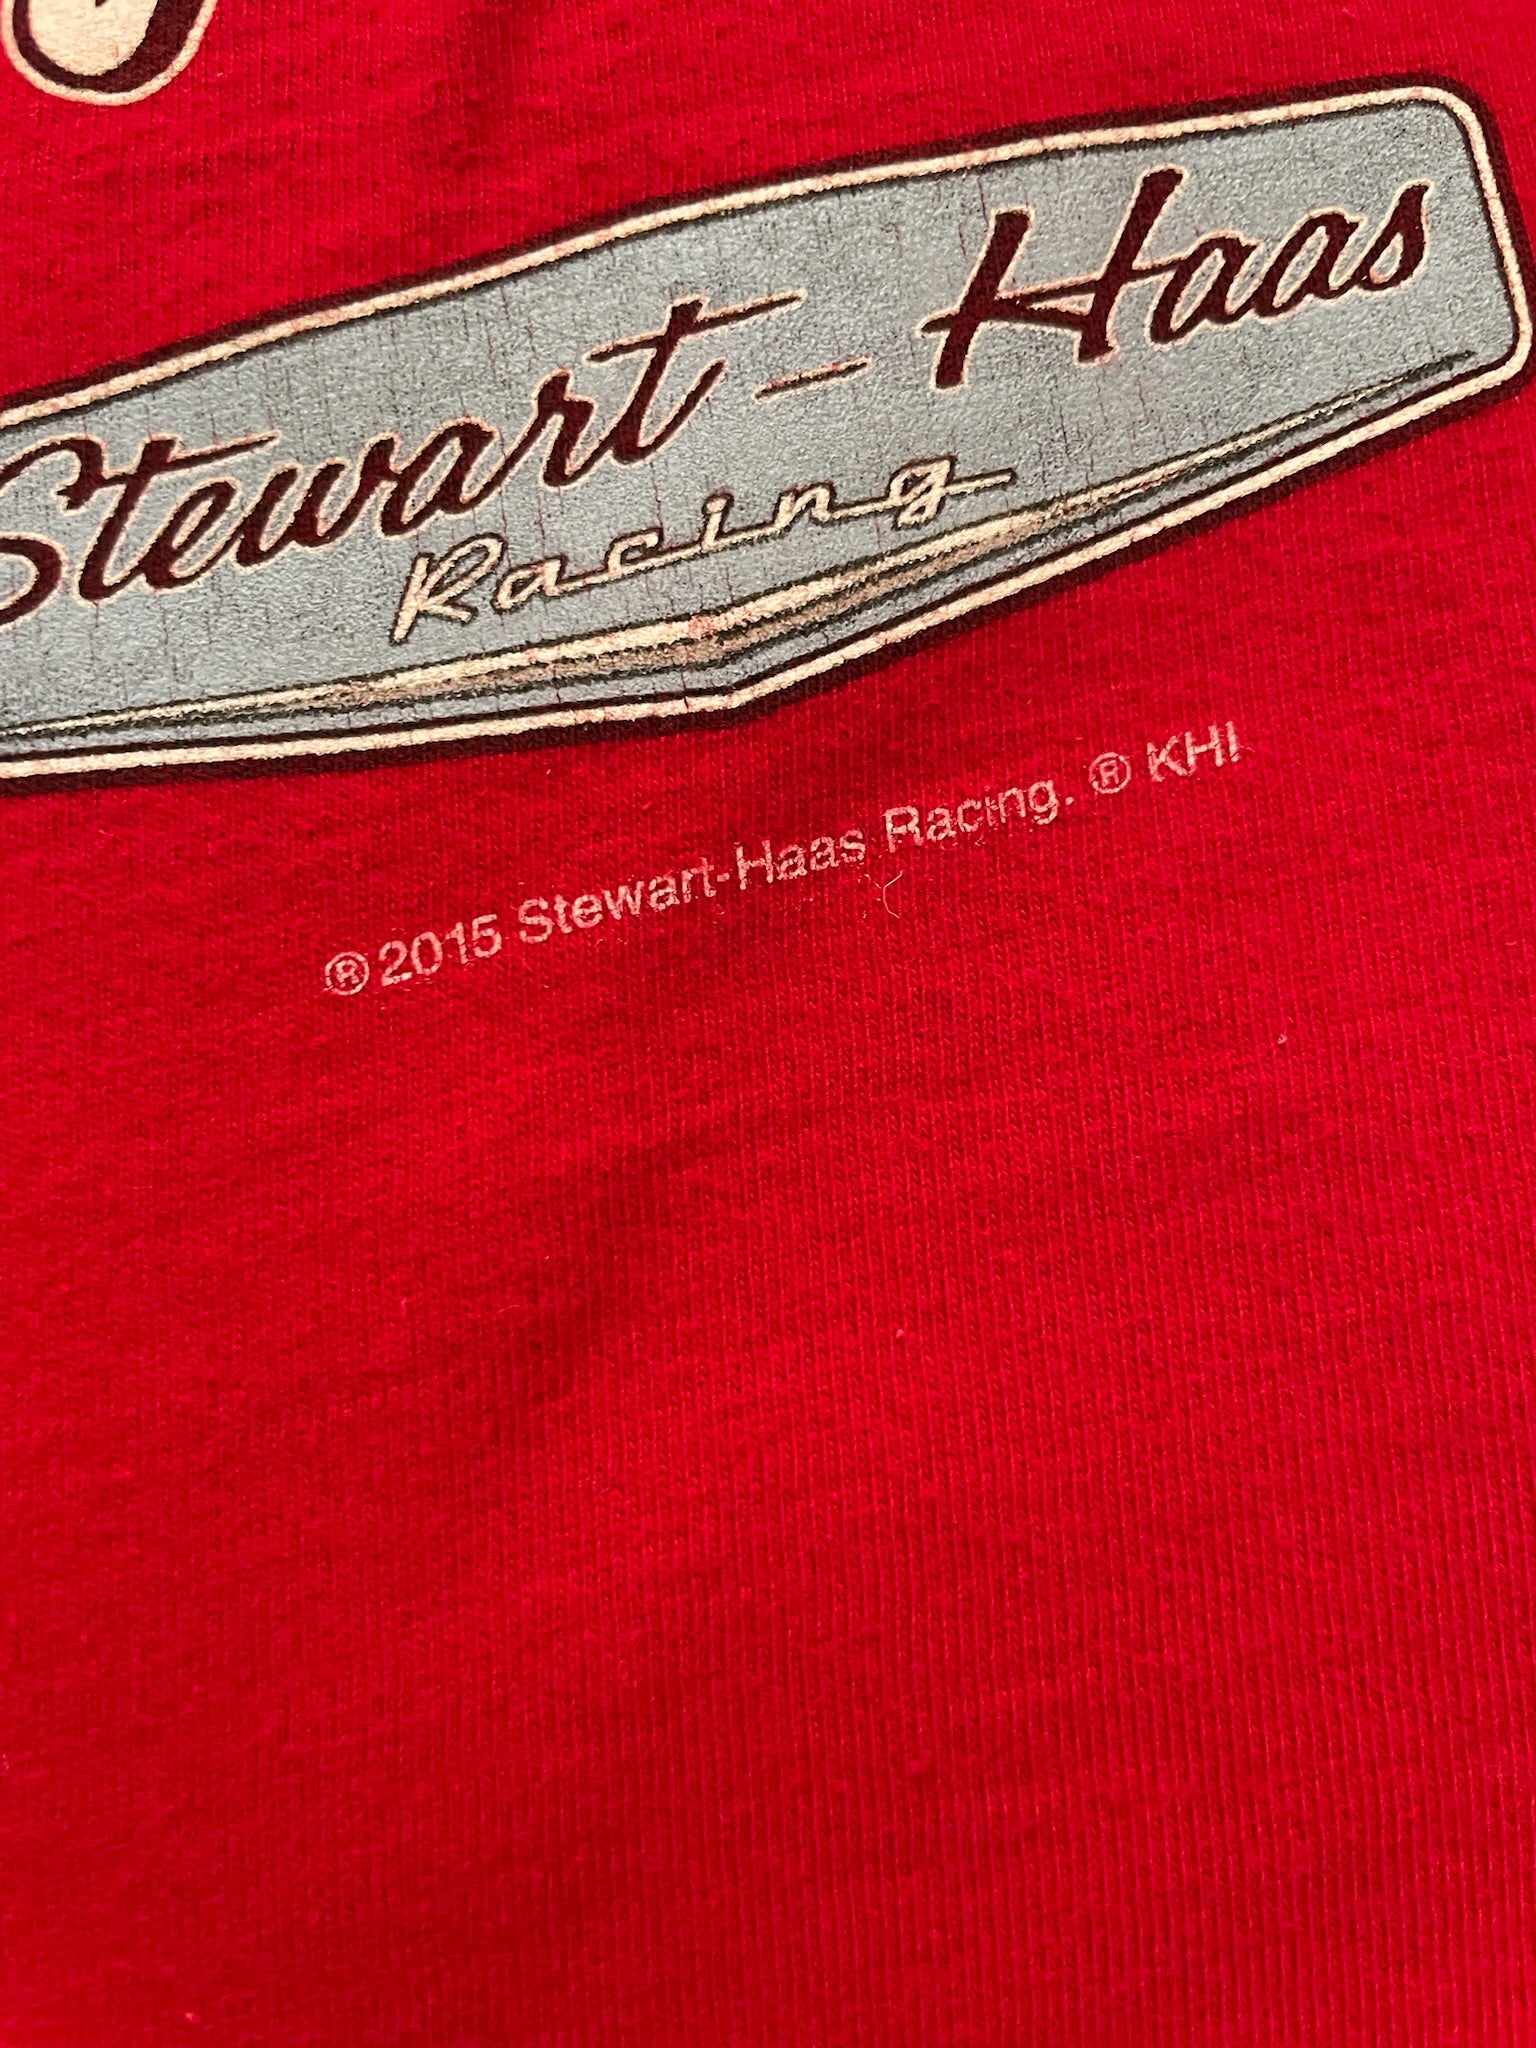 Stewart - Haas
Racing
®2015 Stewart-Haas Racing. ® KHI